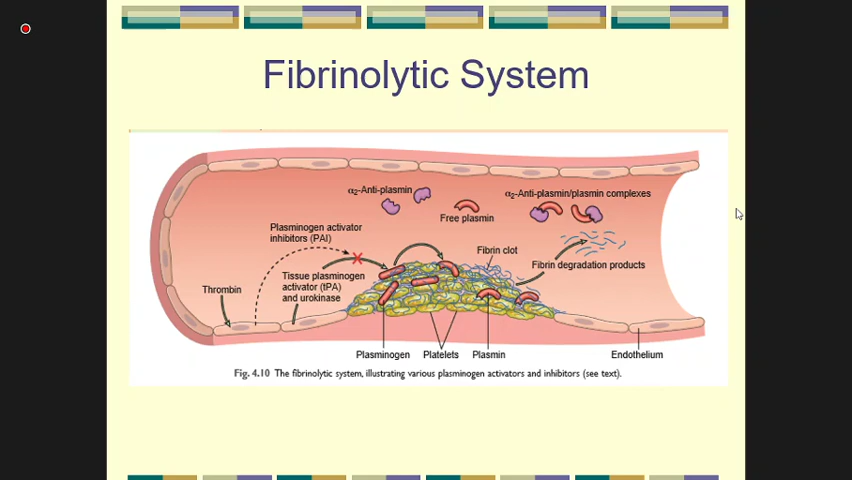 Fibrinolytic System
α2-Anti-plasmin
α2-Anti-plasmin/plasmin complexes
Free plasmin
Plasminogen activator
inhibitors (PAI)
Fibrin clot
Fibrin degradation products
Tissue plasminogen
activator (tPA)
and urokinase
Thrombin
Plasminogen
Platelets
Plasmin
Endothelium
Fig. 4.10 The fibrinolytic system, illustrating various plasminogen activators and inhibitors (see text).